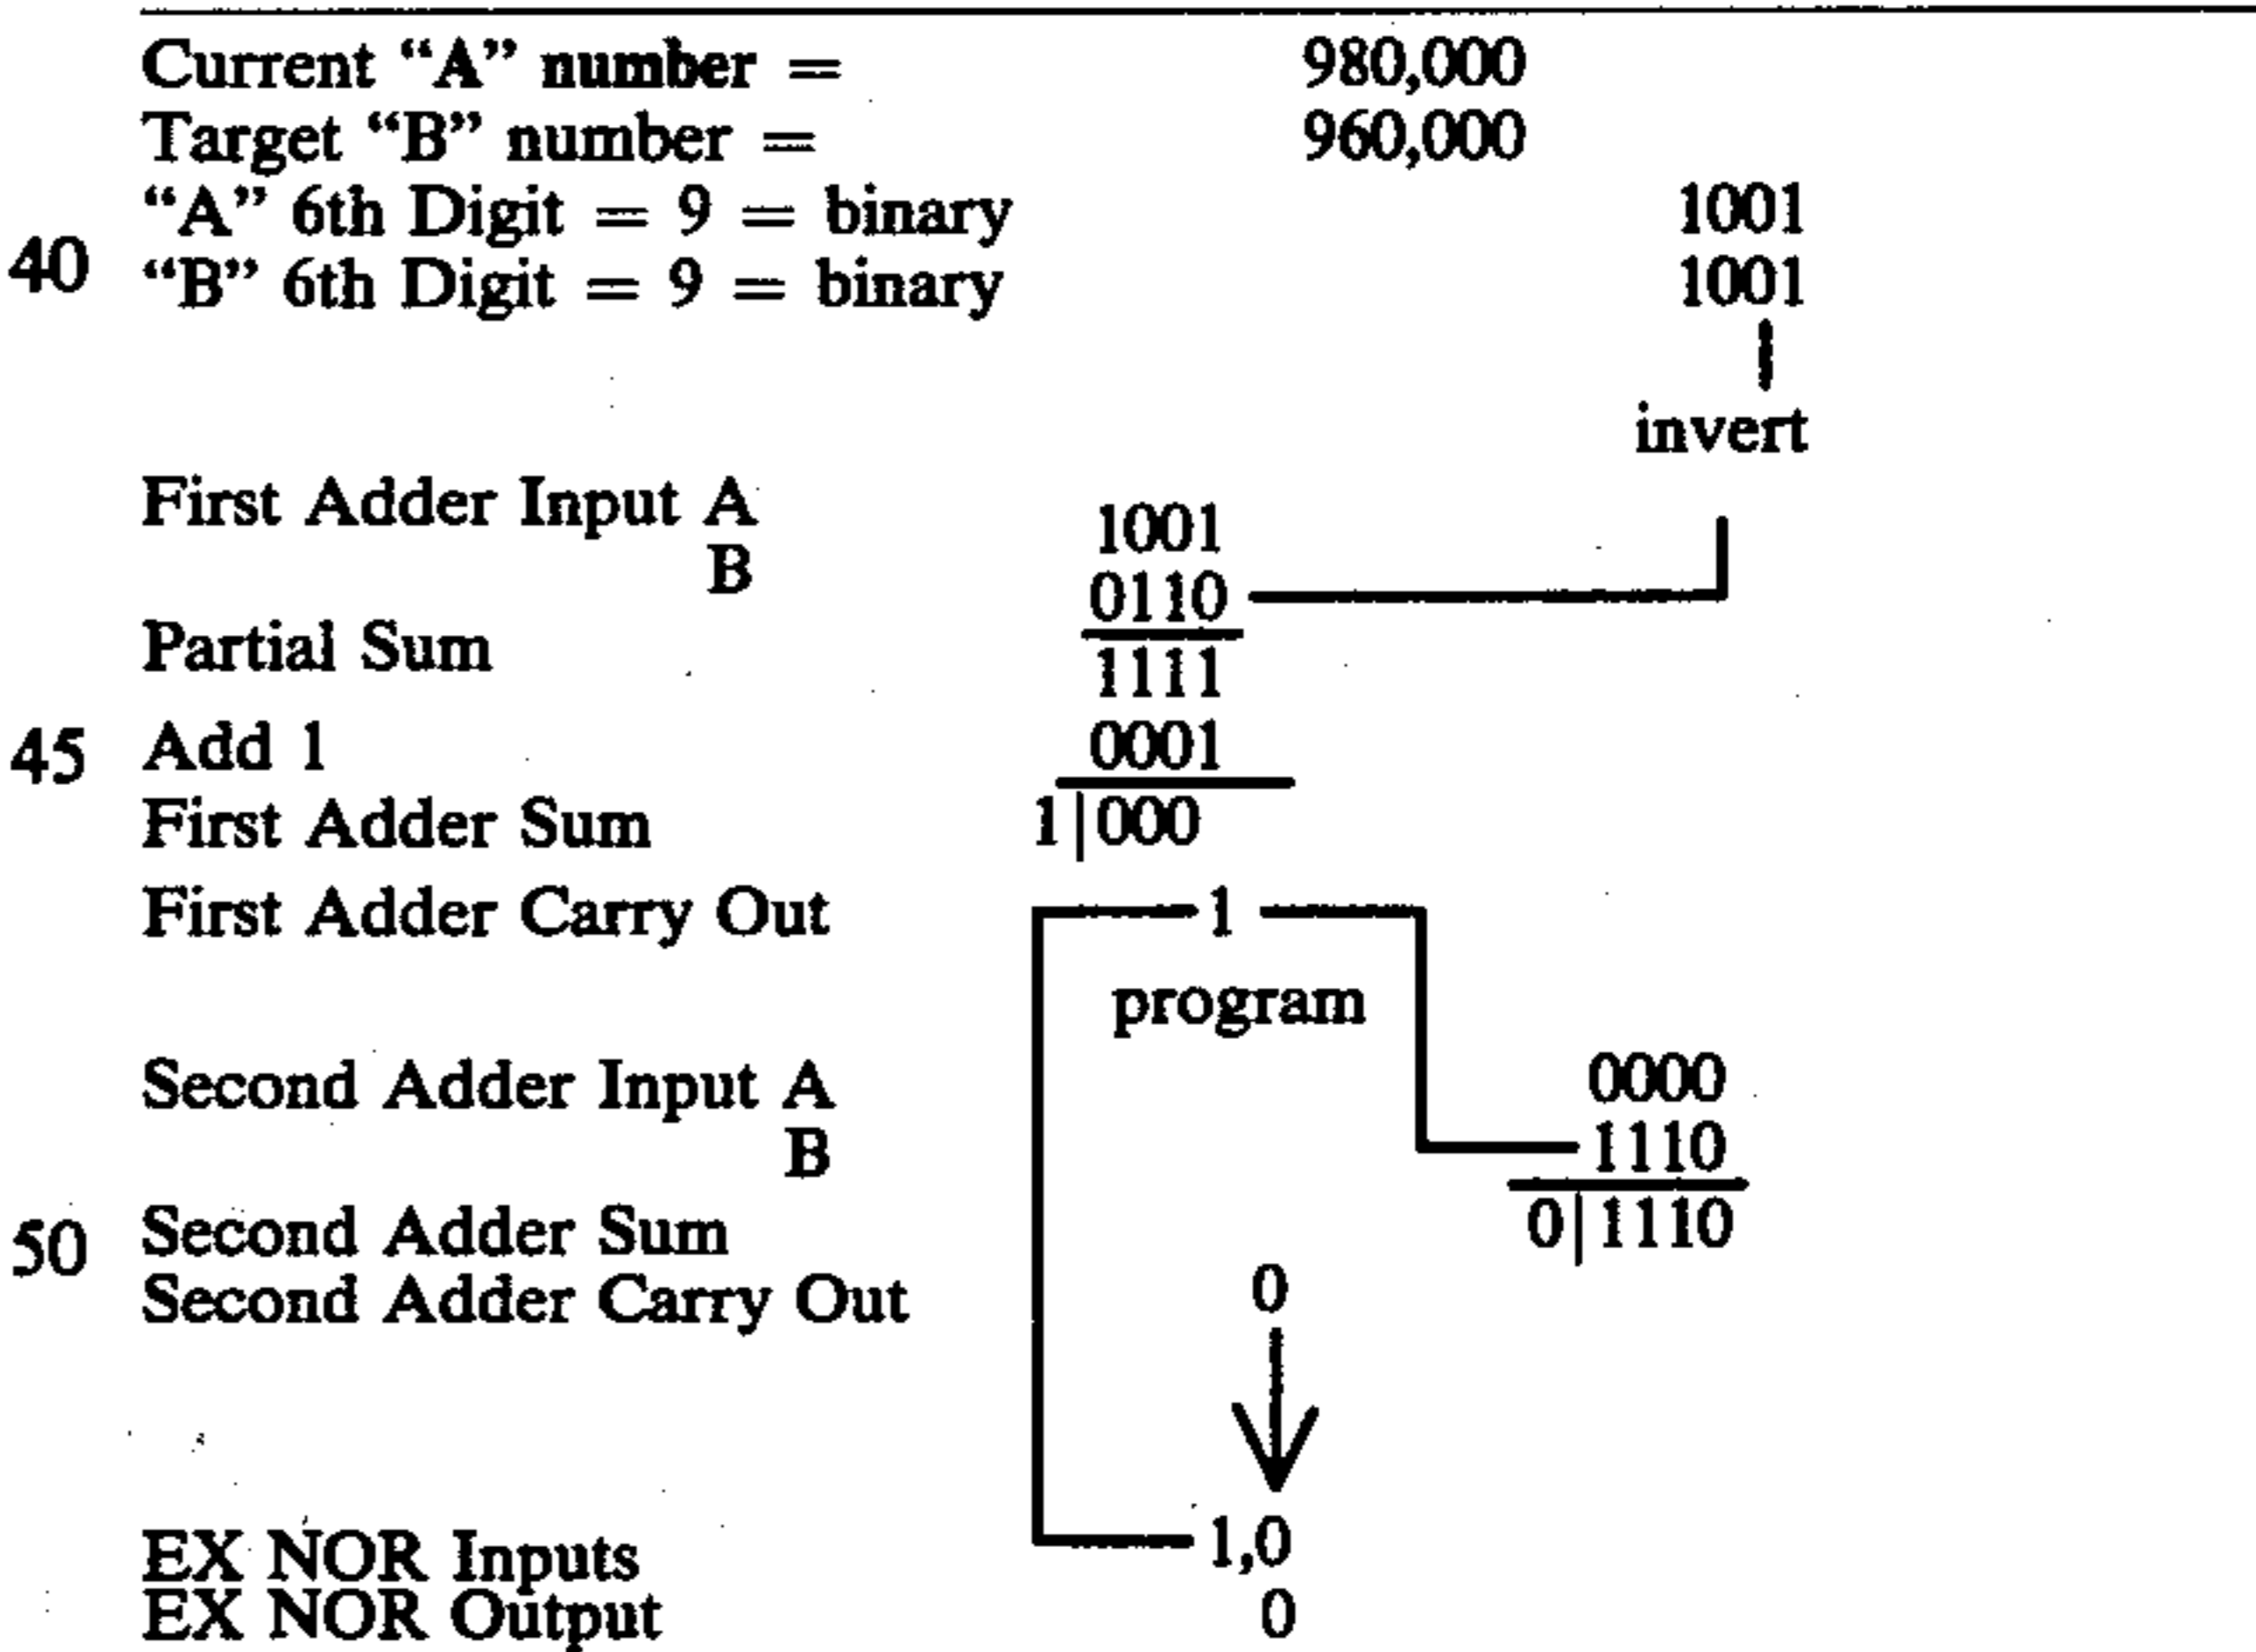 Current “A” number = 980,000
Target “B” number = 960,000
“A” 6th Digit = 9 = binary 1001
40 “B” 6th Digit = 9 = binary 1001
invert
First Adder Input A 1001
B 0110
Partial Sum 1111
45 Add 1 0001
First Adder Sum 1|000
First Adder Carry Out 1
program
Second Adder Input A 0000
B 1110
50 Second Adder Sum 0|1110
Second Adder Carry Out 0
EX NOR Inputs 1,0
EX NOR Output 0